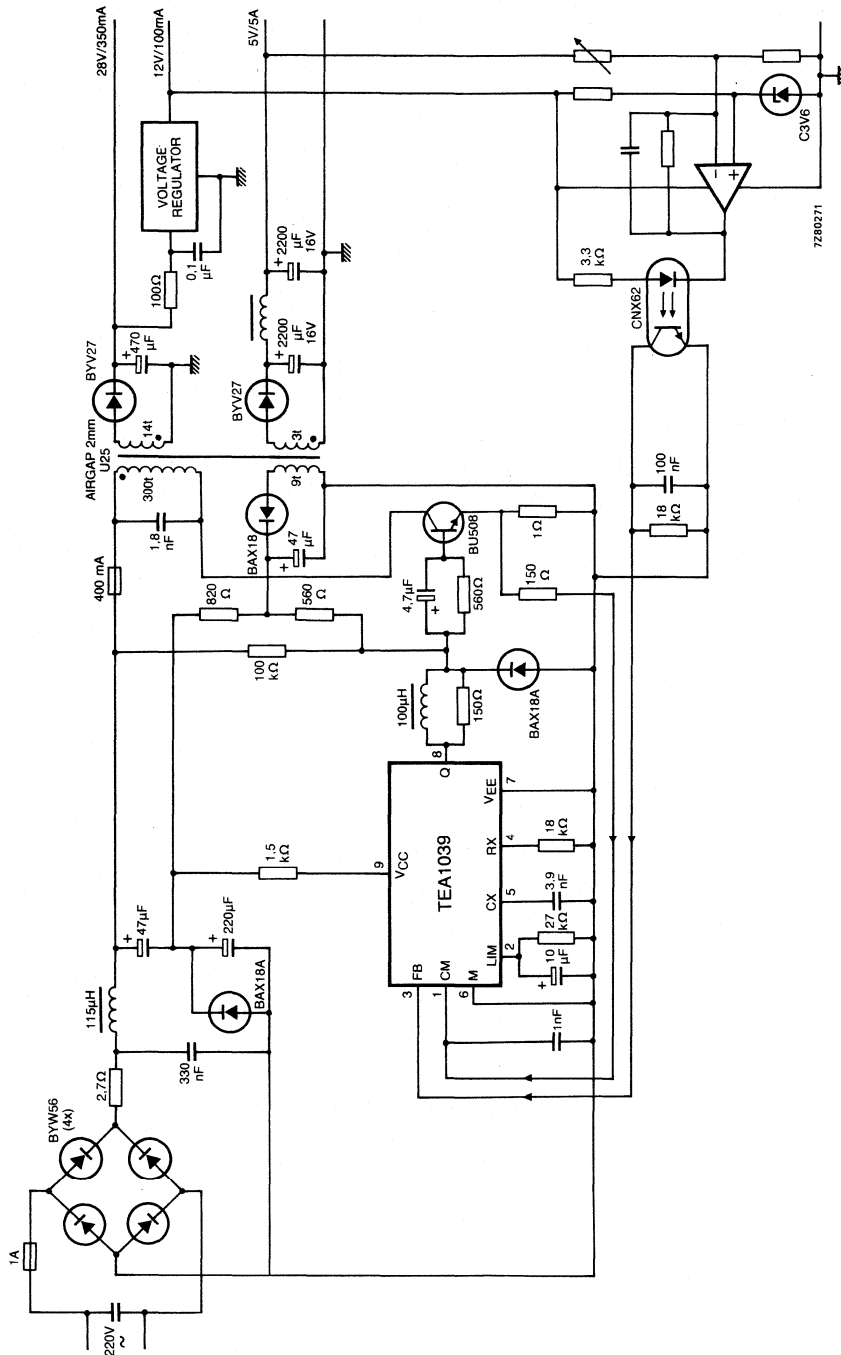 220V
~
1A
BYW56
(4x)
2,7Ω
330
nF
115μH
+
47μF
+
220μF
BAX18A
1.5
kΩ
400 mA
1.8
nF
AIRGAP 2mm
U25
300t
14t
BYV27
+
470
μF
100Ω
0.1
μF
VOLTAGE
REGULATOR
28V/350mA
12V/100mA
5V/5A
9t
3t
BYV27
+ 2200
μF
16V
+ 2200
μF
16V
BAX18
+
47
μF
820
Ω
560
Ω
100
kΩ
4,7μF
+
560Ω
BU508
1Ω
150
Ω
100μH
150Ω
BAX18A
TEA1039
9
VCC
8
Q
3
FB
1
CM
6
M
2
LIM
5
CX
4
RX
7
VEE
1nF
+
10
μF
27
kΩ
3.9
nF
18
kΩ
18
kΩ
100
nF
CNX62
3.3
kΩ
-
+
C3V6
7Z80271